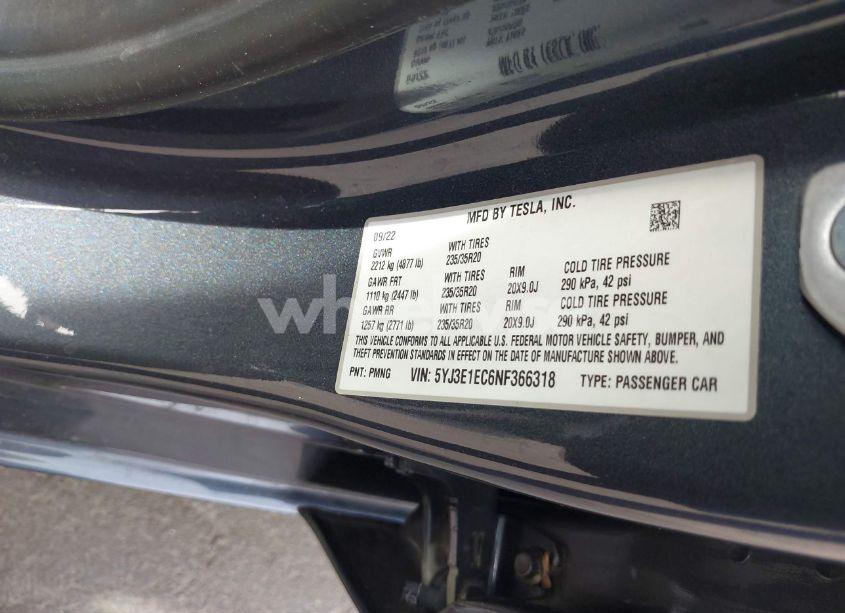 MFD BY TESLA, INC.
09/22
GVWR WITH TIRES
2212 kg (4877 lb) 235/35R20
GAWR FRT WITH TIRES RIM COLD TIRE PRESSURE
1110 kg (2447 lb) 235/35R20 20X9.0J 290 kPa, 42 psi
GAWR RR WITH TIRES RIM COLD TIRE PRESSURE
1257 kg (2771 lb) 235/35R20 20X9.0J 290 kPa, 42 psi
THIS VEHICLE CONFORMS TO ALL APPLICABLE U.S. FEDERAL MOTOR VEHICLE SAFETY, BUMPER, AND
THEFT PREVENTION STANDARDS IN EFFECT ON THE DATE OF MANUFACTURE SHOWN ABOVE.
PNT: PMNG VIN: 5YJ3E1EC6NF366318 TYPE: PASSENGER CAR